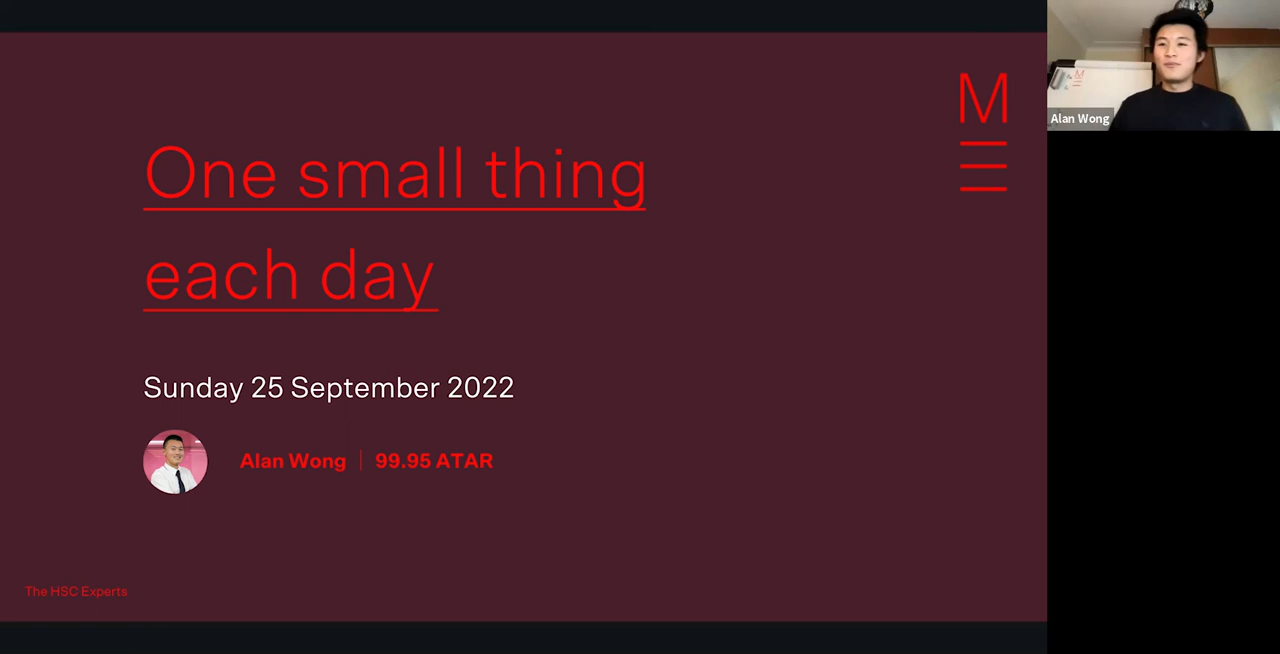 One small thing
each day
Sunday 25 September 2022
Alan Wong | 99.95 ATAR
The HSC Experts
M
Alan Wong
M